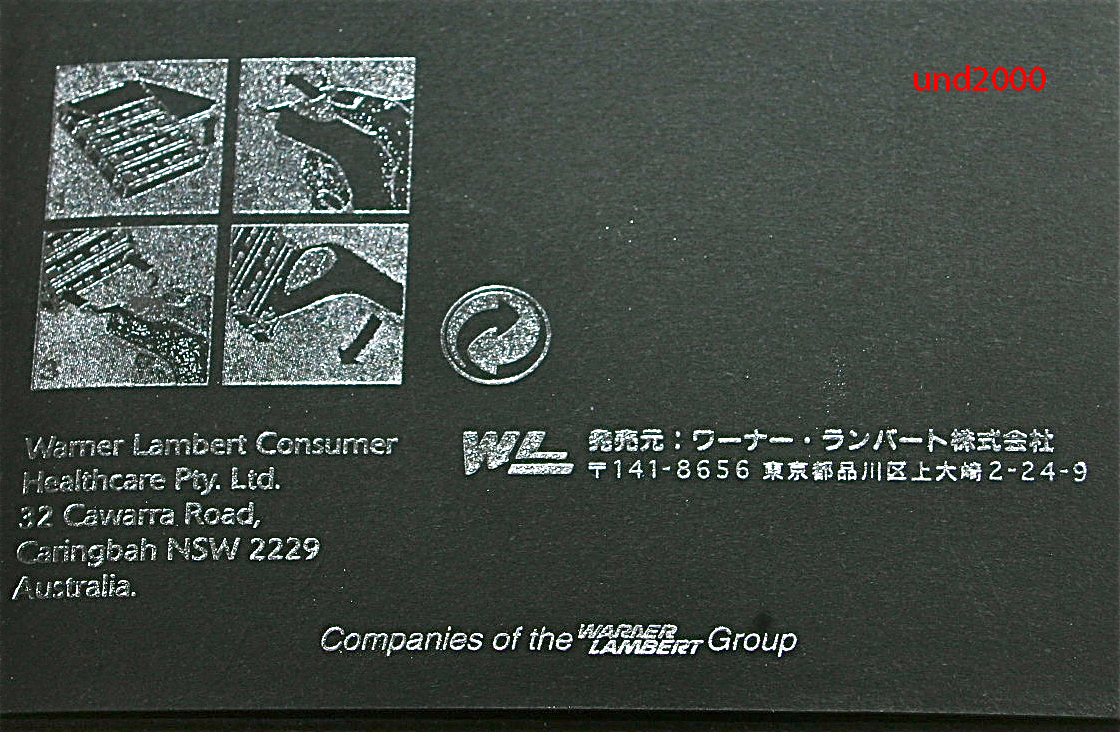 und2000
Warner Lambert Consumer
Healthcare Pty. Ltd.
32 Cawarra Road,
Caringbah NSW 2229
Australia.
WL
発売元：ワーナー・ランバート株式会社
〒141-8656 東京都品川区上大崎2-24-9
Companies of the WARNER LAMBERT Group